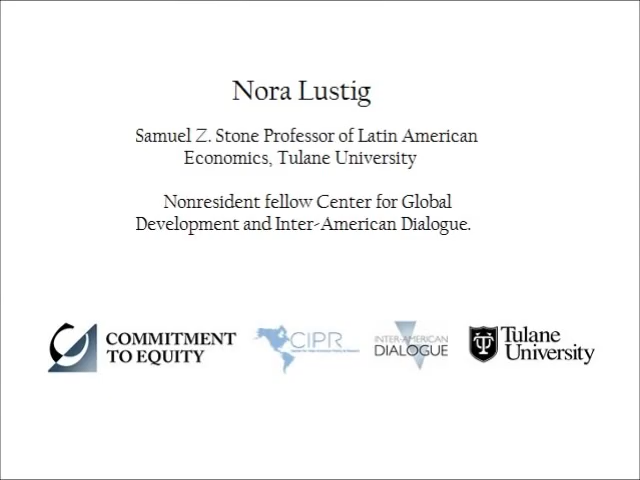 Nora Lustig
Samuel Z. Stone Professor of Latin American
Economics, Tulane University
Nonresident fellow Center for Global
Development and Inter-American Dialogue.
COMMITMENT
TO EQUITY
CIPR
INTER-AMERICAN
DIALOGUE
Tulane
University